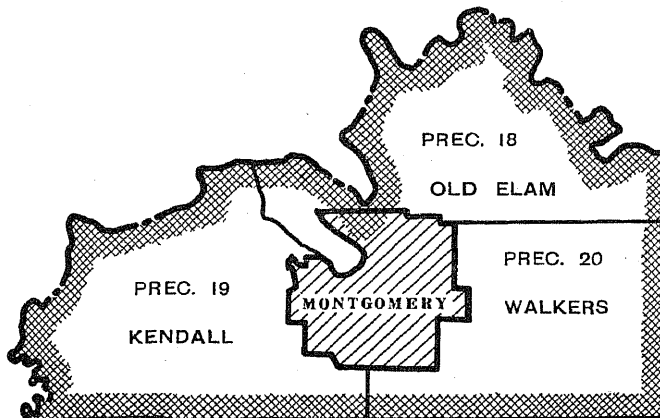 PREC. 18
OLD ELAM
PREC. 19
KENDALL
MONTGOMERY
PREC. 20
WALKERS